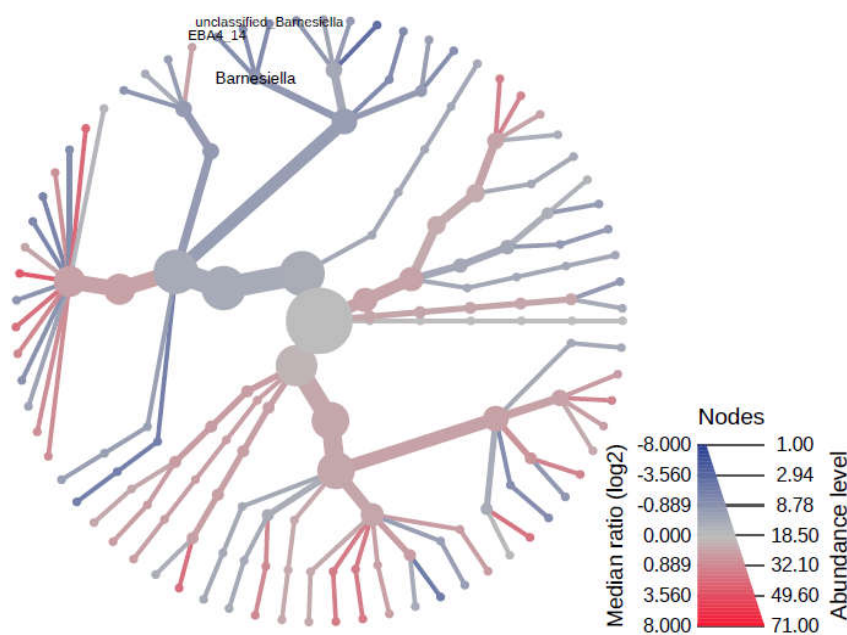 unclassified_Barnesiella
EBA4_14
Barnesiella
Nodes
-8.000 1.00
-3.560 2.94
-0.889 8.78
0.000 18.50
0.889 32.10
3.560 49.60
8.000 71.00
Median ratio (log2)
Abundance level